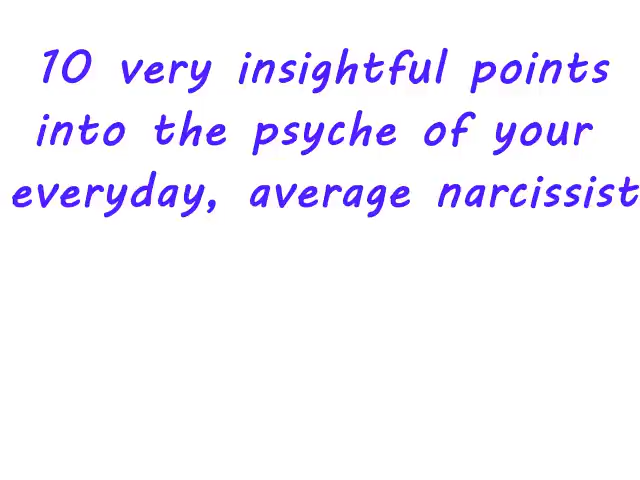 10 very insightful points
into the psyche of your
everyday, average narcissist